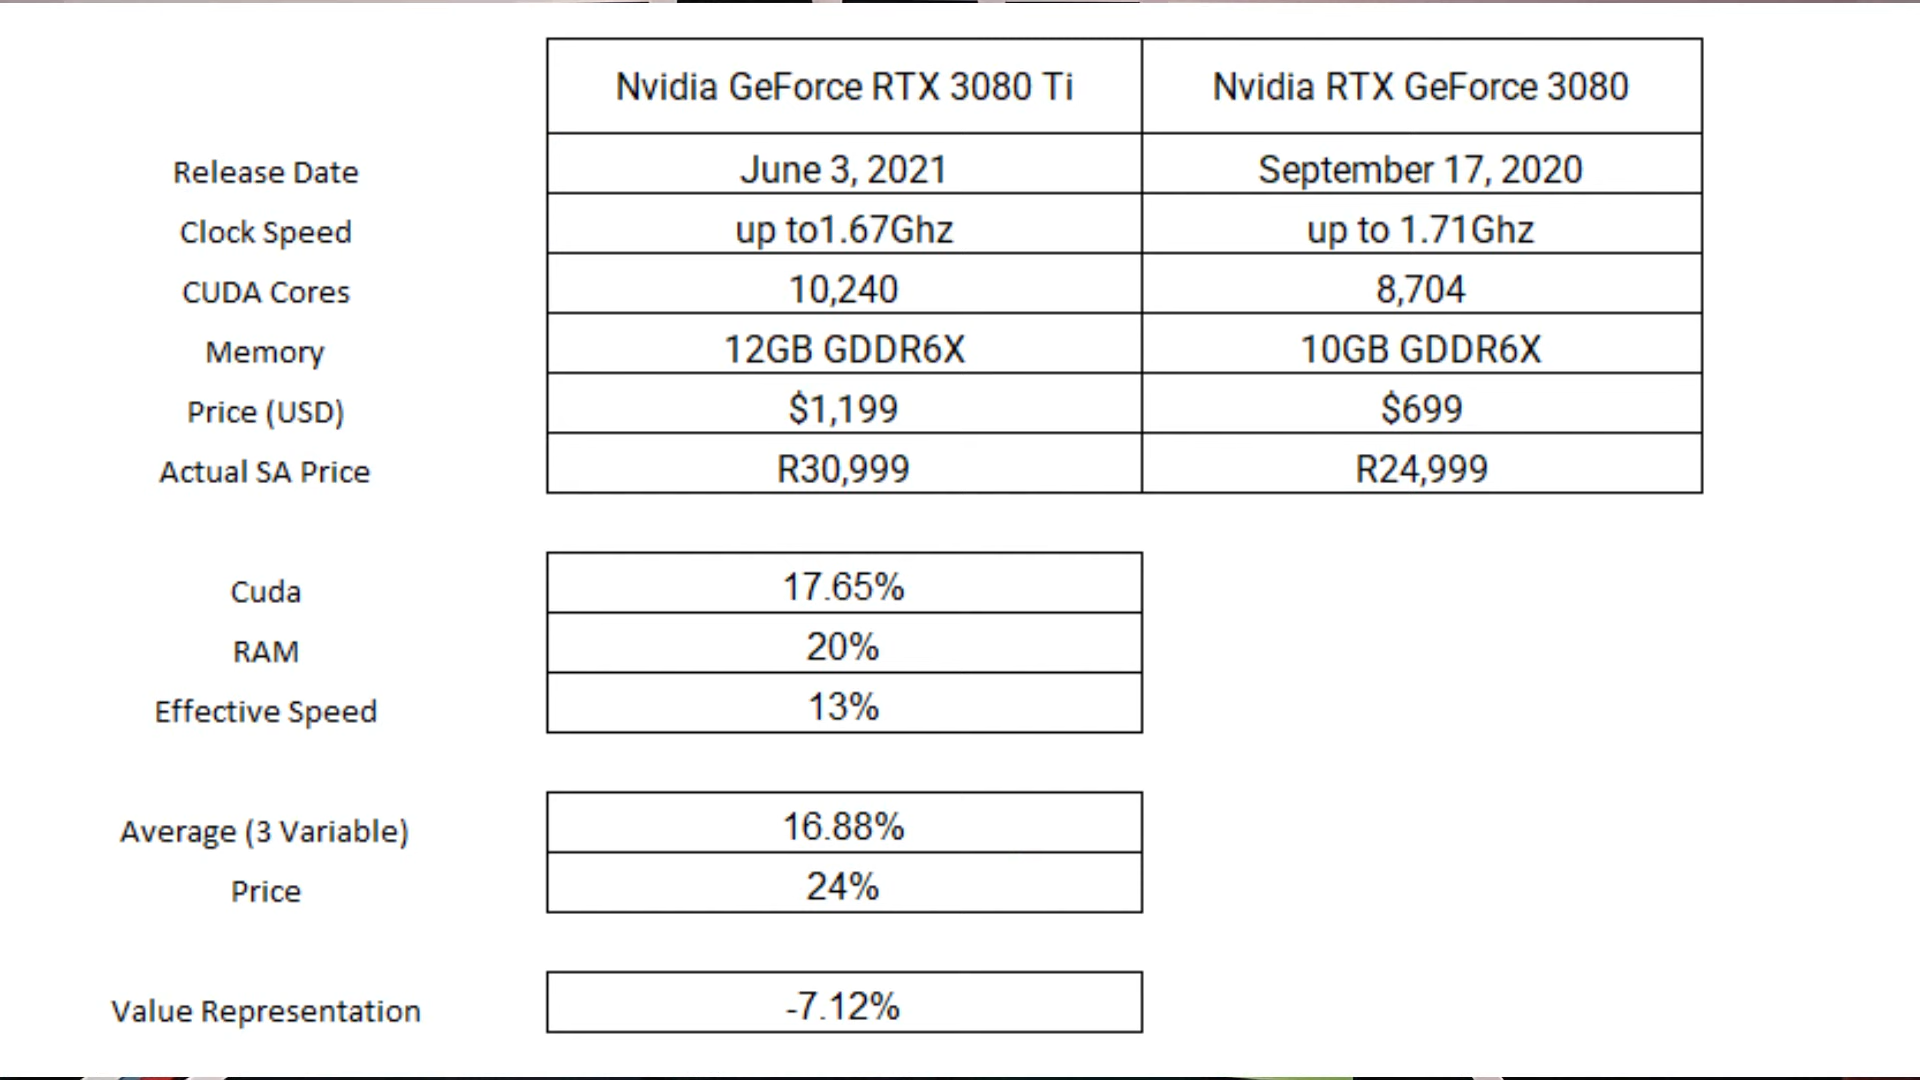 Nvidia GeForce RTX 3080 Ti Nvidia RTX GeForce 3080
Release Date June 3, 2021 September 17, 2020
Clock Speed up to1.67Ghz up to 1.71Ghz
CUDA Cores 10,240 8,704
Memory 12GB GDDR6X 10GB GDDR6X
Price (USD) $1,199 $699
Actual SA Price R30,999 R24,999
Cuda 17.65%
RAM 20%
Effective Speed 13%
Average (3 Variable) 16.88%
Price 24%
Value Representation -7.12%